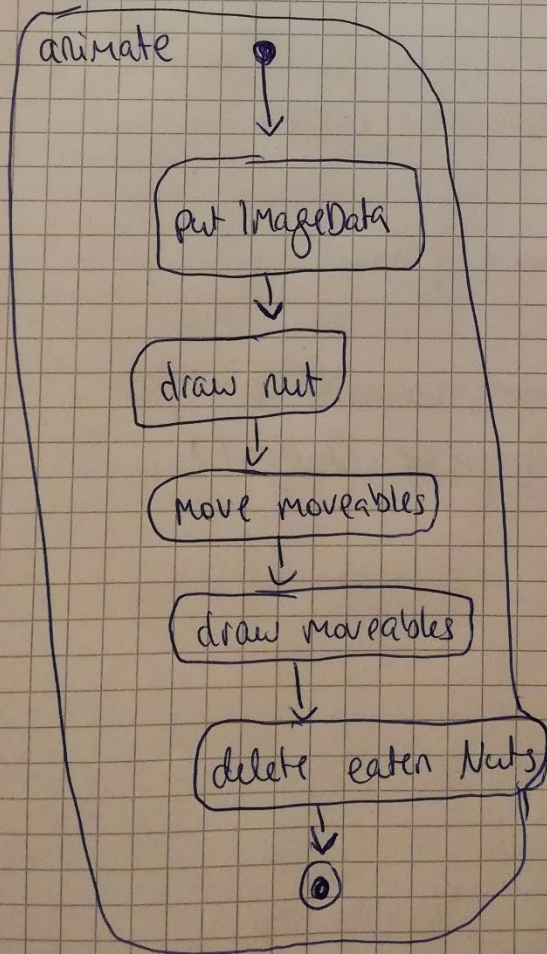 animate
put ImageData
draw nut
move moveables
draw moveables
delete eaten Nuts